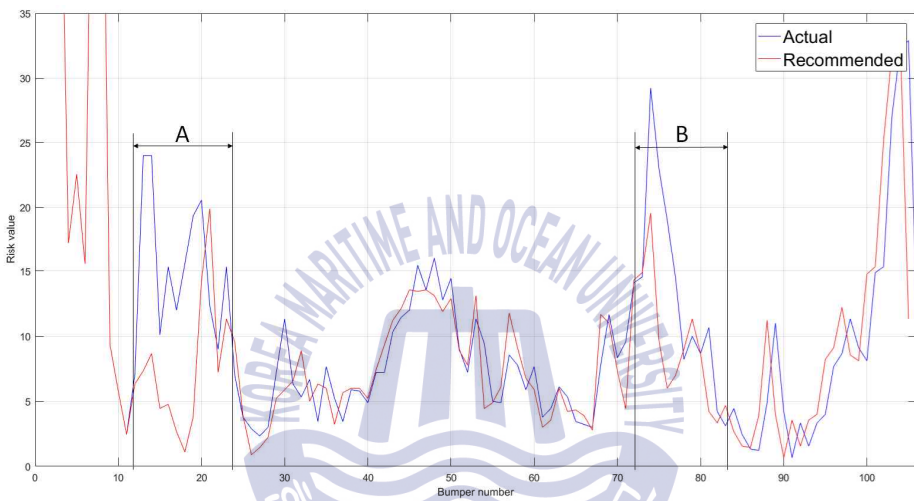 35
30
25
20
15
10
5
0
Risk value
A
B
Actual
Recommended
KOREA MARITIME AND OCEAN UNIVERSITY
0 10 20 30 40 50 60 70 80 90 100
Bumper number